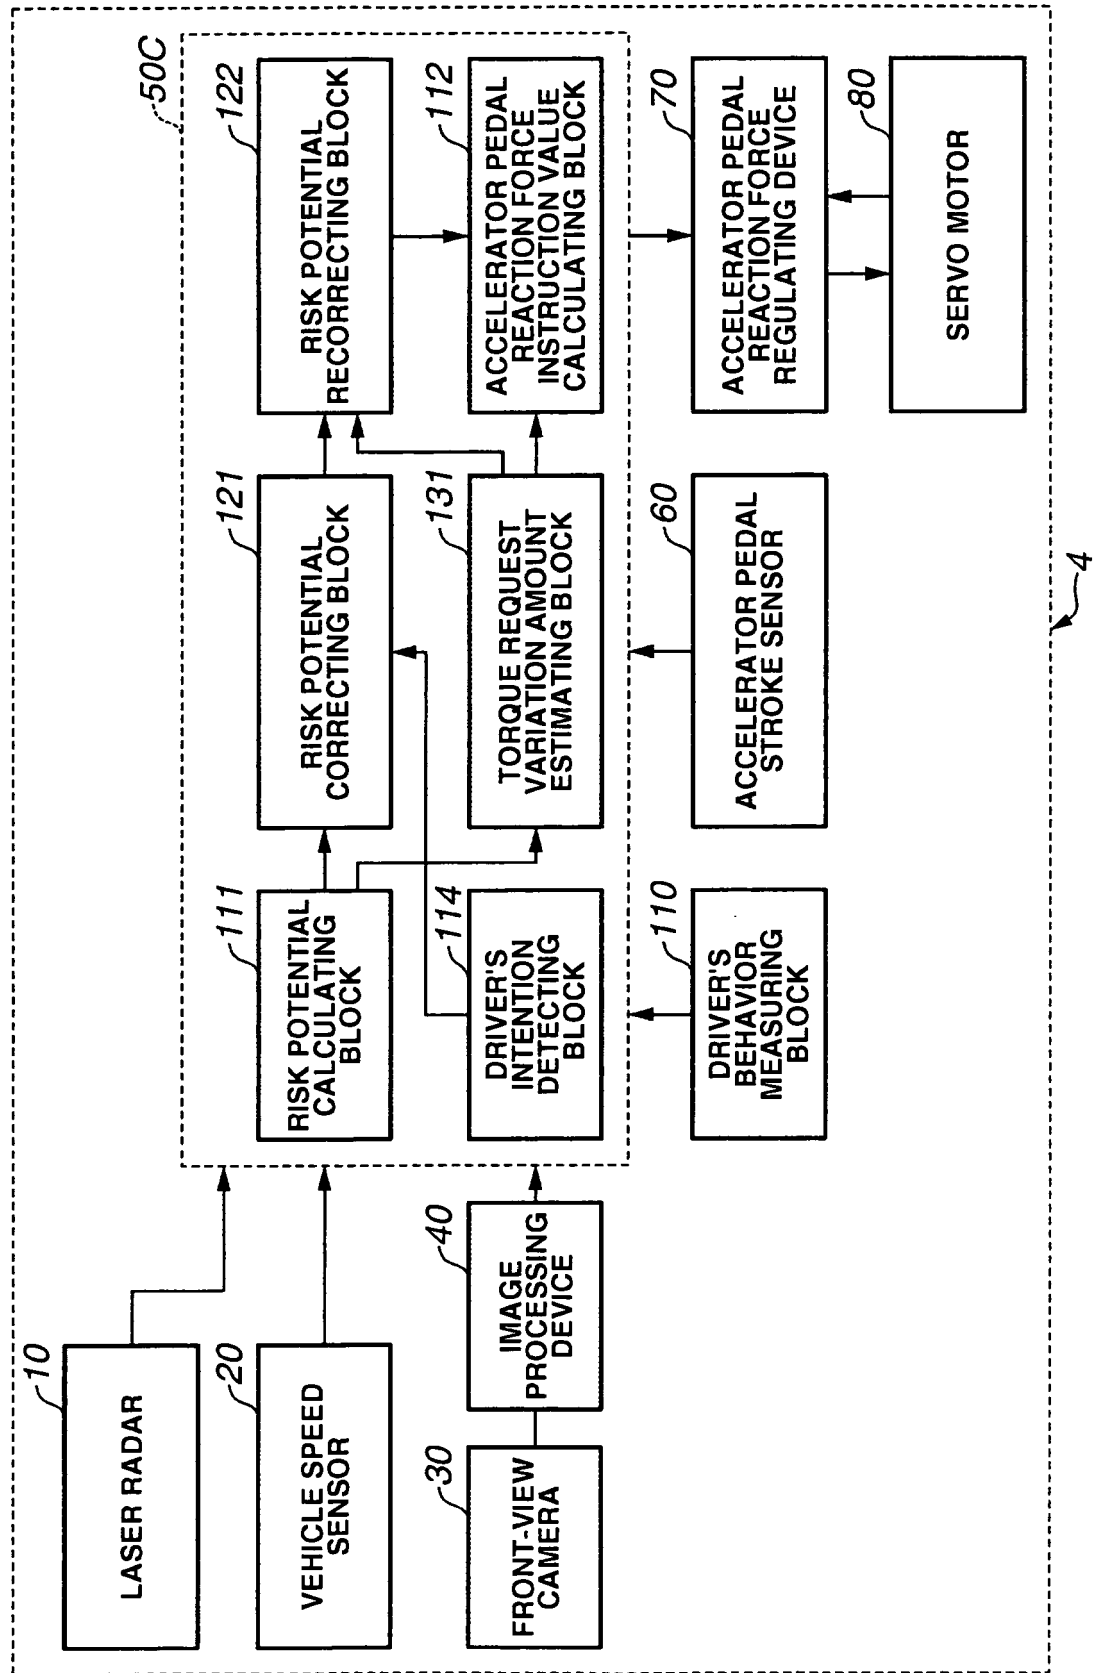 10
LASER RADAR
20
VEHICLE SPEED
SENSOR
30
FRONT-VIEW
CAMERA
40
IMAGE
PROCESSING
DEVICE
50C
111
RISK POTENTIAL
CALCULATING
BLOCK
121
RISK POTENTIAL
CORRECTING BLOCK
122
RISK POTENTIAL
RECORRECTING BLOCK
114
DRIVER'S
INTENTION
DETECTING
BLOCK
131
TORQUE REQUEST
VARIATION AMOUNT
ESTIMATING BLOCK
112
ACCELERATOR PEDAL
REACTION FORCE
INSTRUCTION VALUE
CALCULATING BLOCK
110
DRIVER'S
BEHAVIOR
MEASURING
BLOCK
60
ACCELERATOR PEDAL
STROKE SENSOR
70
ACCELERATOR PEDAL
REACTION FORCE
REGULATING DEVICE
80
SERVO MOTOR
4